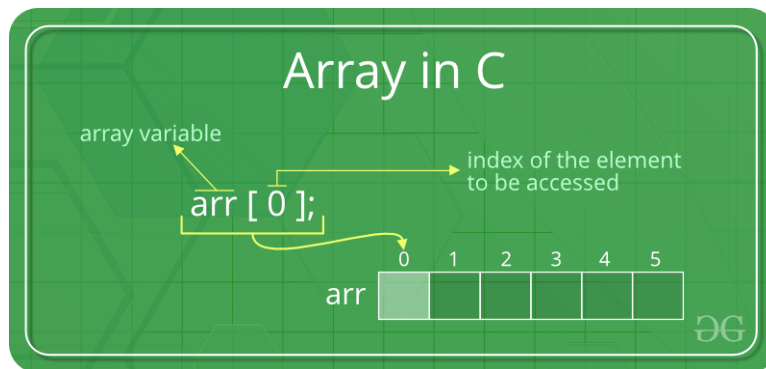 Array in C
array variable
index of the element
to be accessed
arr [ 0 ];
0 1 2 3 4 5
arr
GG